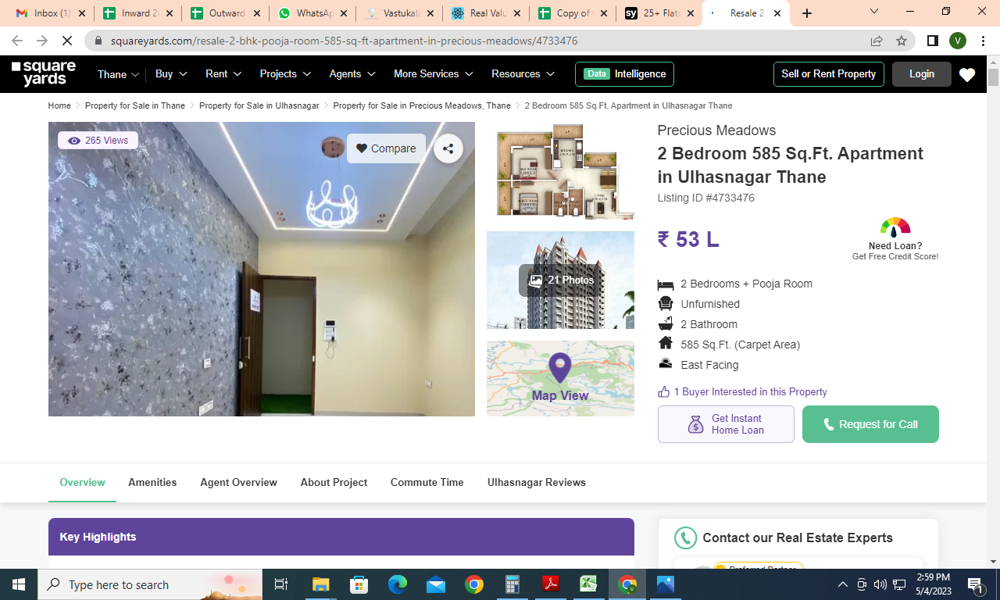 Inbox (1)
Inward 2
Outward
WhatsAp
Vastukala
Real Valu
Copy of
sy
25+ Flats
Resale 2
squareyards.com/resale-2-bhk-pooja-room-585-sq-ft-apartment-in-precious-meadows/4733476
V
square
yards
Thane
Buy
Rent
Projects
Agents
More Services
Resources
Data Intelligence
Sell or Rent Property
Login
Home
Property for Sale in Thane
Property for Sale in Ulhasnagar
Property for Sale in Precious Meadows, Thane
2 Bedroom 585 Sq.Ft. Apartment in Ulhasnagar Thane
265 Views
Compare
KITCHEN
LIVING
21 Photos
Map View
Precious Meadows
2 Bedroom 585 Sq.Ft. Apartment
in Ulhasnagar Thane
Listing ID #4733476
₹ 53 L
Need Loan?
Get Free Credit Score!
2 Bedrooms + Pooja Room
Unfurnished
2 Bathroom
585 Sq.Ft. (Carpet Area)
East Facing
1 Buyer Interested in this Property
Get Instant
Home Loan
Request for Call
Overview
Amenities
Agent Overview
About Project
Commute Time
Ulhasnagar Reviews
Key Highlights
Contact our Real Estate Experts
Preferred Partner
Type here to search
2:59 PM
5/4/2023
1